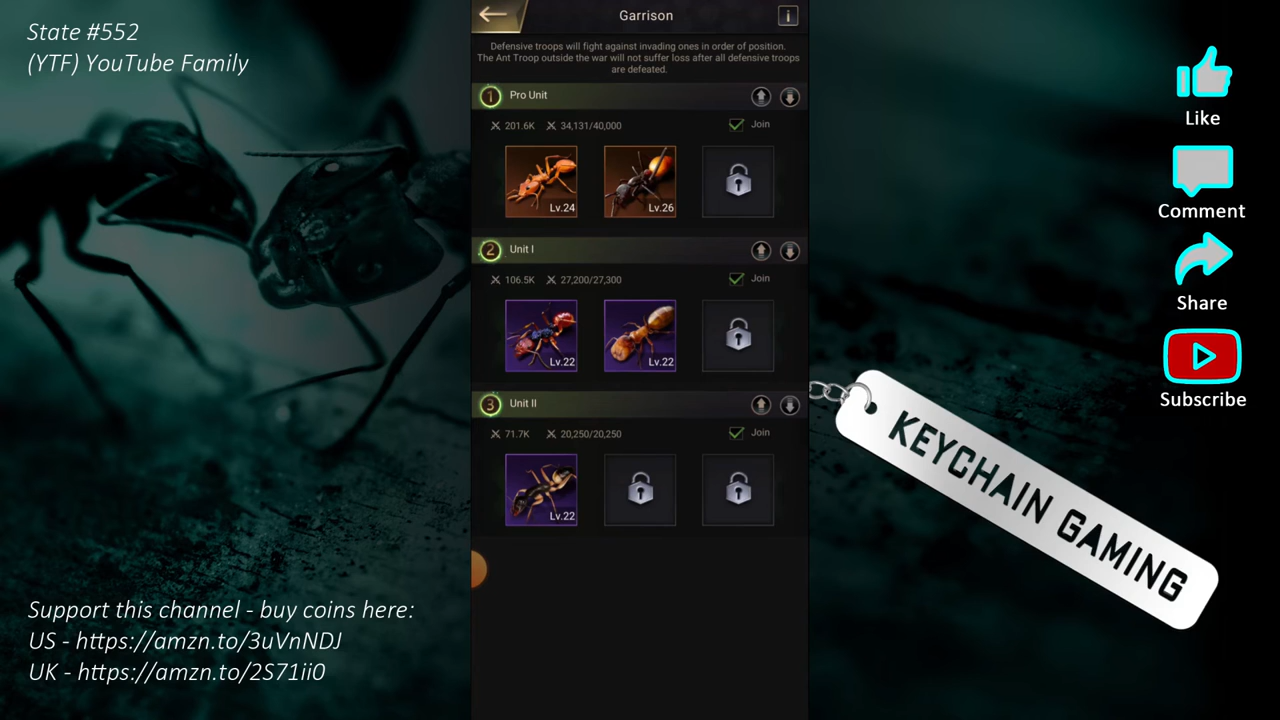 State #552
(YTF) YouTube Family
Garrison
i
Defensive troops will fight against invading ones in order of position.
The Ant Troop outside the war will not suffer loss after all defensive troops
are defeated.
1 Pro Unit
201.6K 34,131/40,000 Join
Lv.24 Lv.26
2 Unit I
106.5K 27,200/27,300 Join
Lv.22 Lv.22
3 Unit II
71.7K 20,250/20,250 Join
Lv.22
Like
Comment
Share
Subscribe
KEYCHAIN GAMING
Support this channel - buy coins here:
US - https://amzn.to/3uVnNDJ
UK - https://amzn.to/2S71ii0